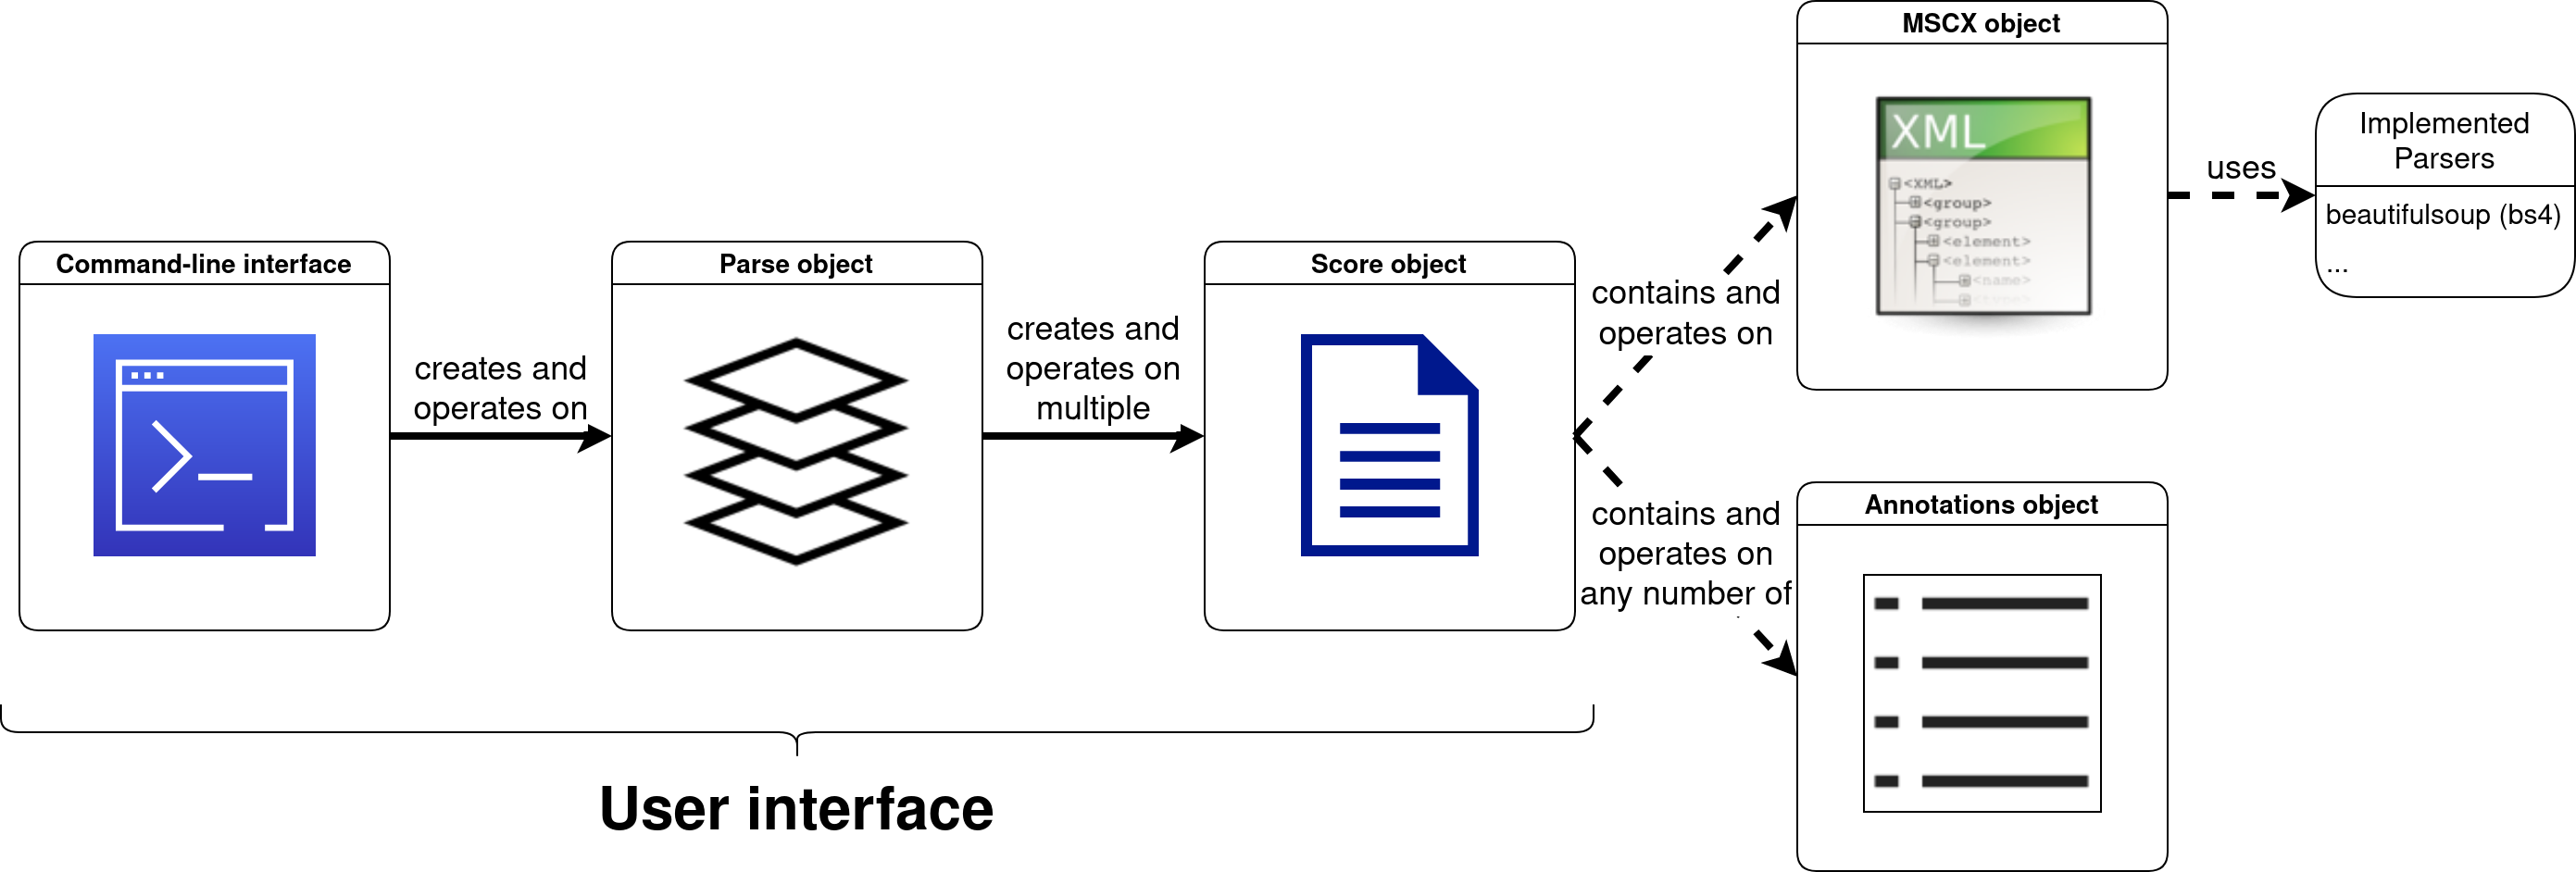 Command-line interface
creates and
operates on
Parse object
creates and
operates on
multiple
Score object
contains and
operates on
MSCX object
XML
<XML>
<group>
<group>
<element>
<element>
<name>
<type>
uses
Implemented
Parsers
beautifulsoup (bs4)
...
contains and
operates on
any number of
Annotations object
User interface